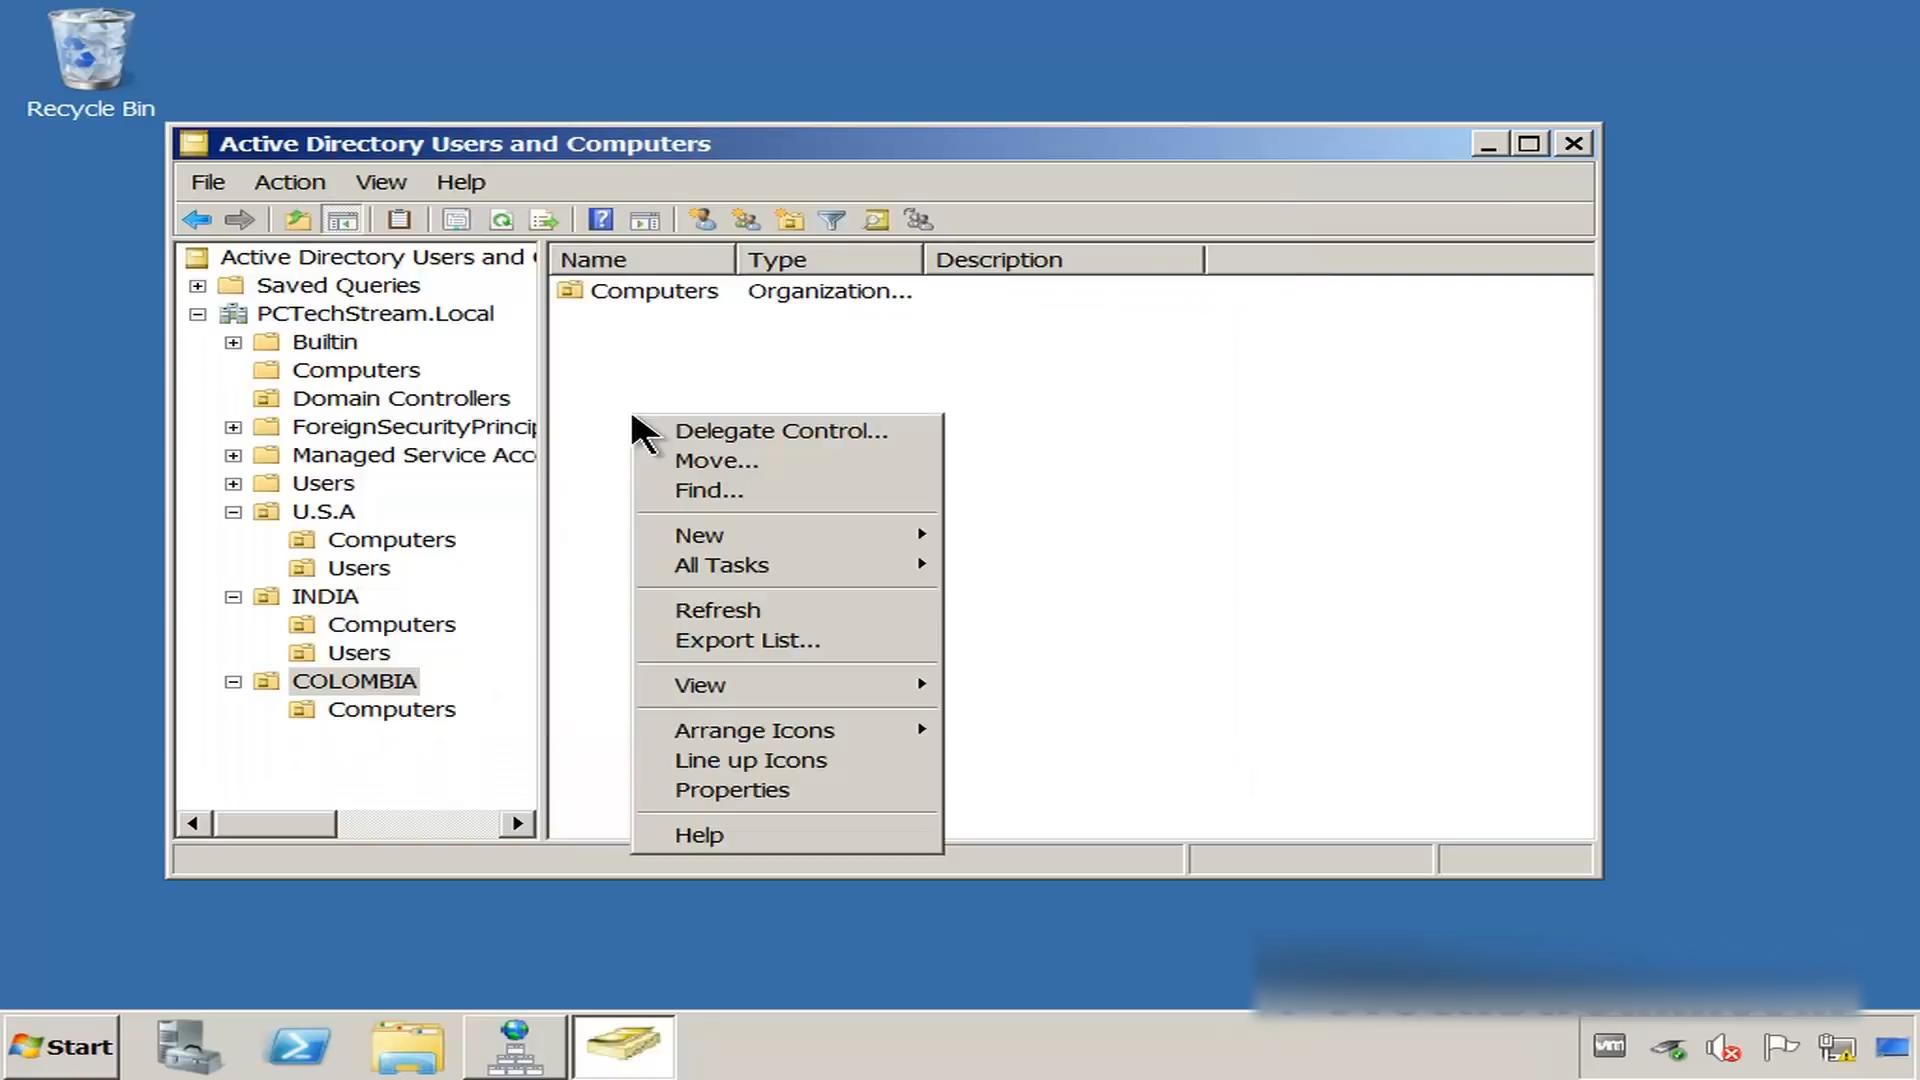 Recycle Bin
Active Directory Users and Computers
File Action View Help
Active Directory Users and
Saved Queries
PCTechStream.Local
Builtin
Computers
Domain Controllers
ForeignSecurityPrincip
Managed Service Acc
Users
U.S.A
Computers
Users
INDIA
Computers
Users
COLOMBIA
Computers
Name Type Description
Computers Organization...
Delegate Control...
Move...
Find...
New
All Tasks
Refresh
Export List...
View
Arrange Icons
Line up Icons
Properties
Help
Start
vm